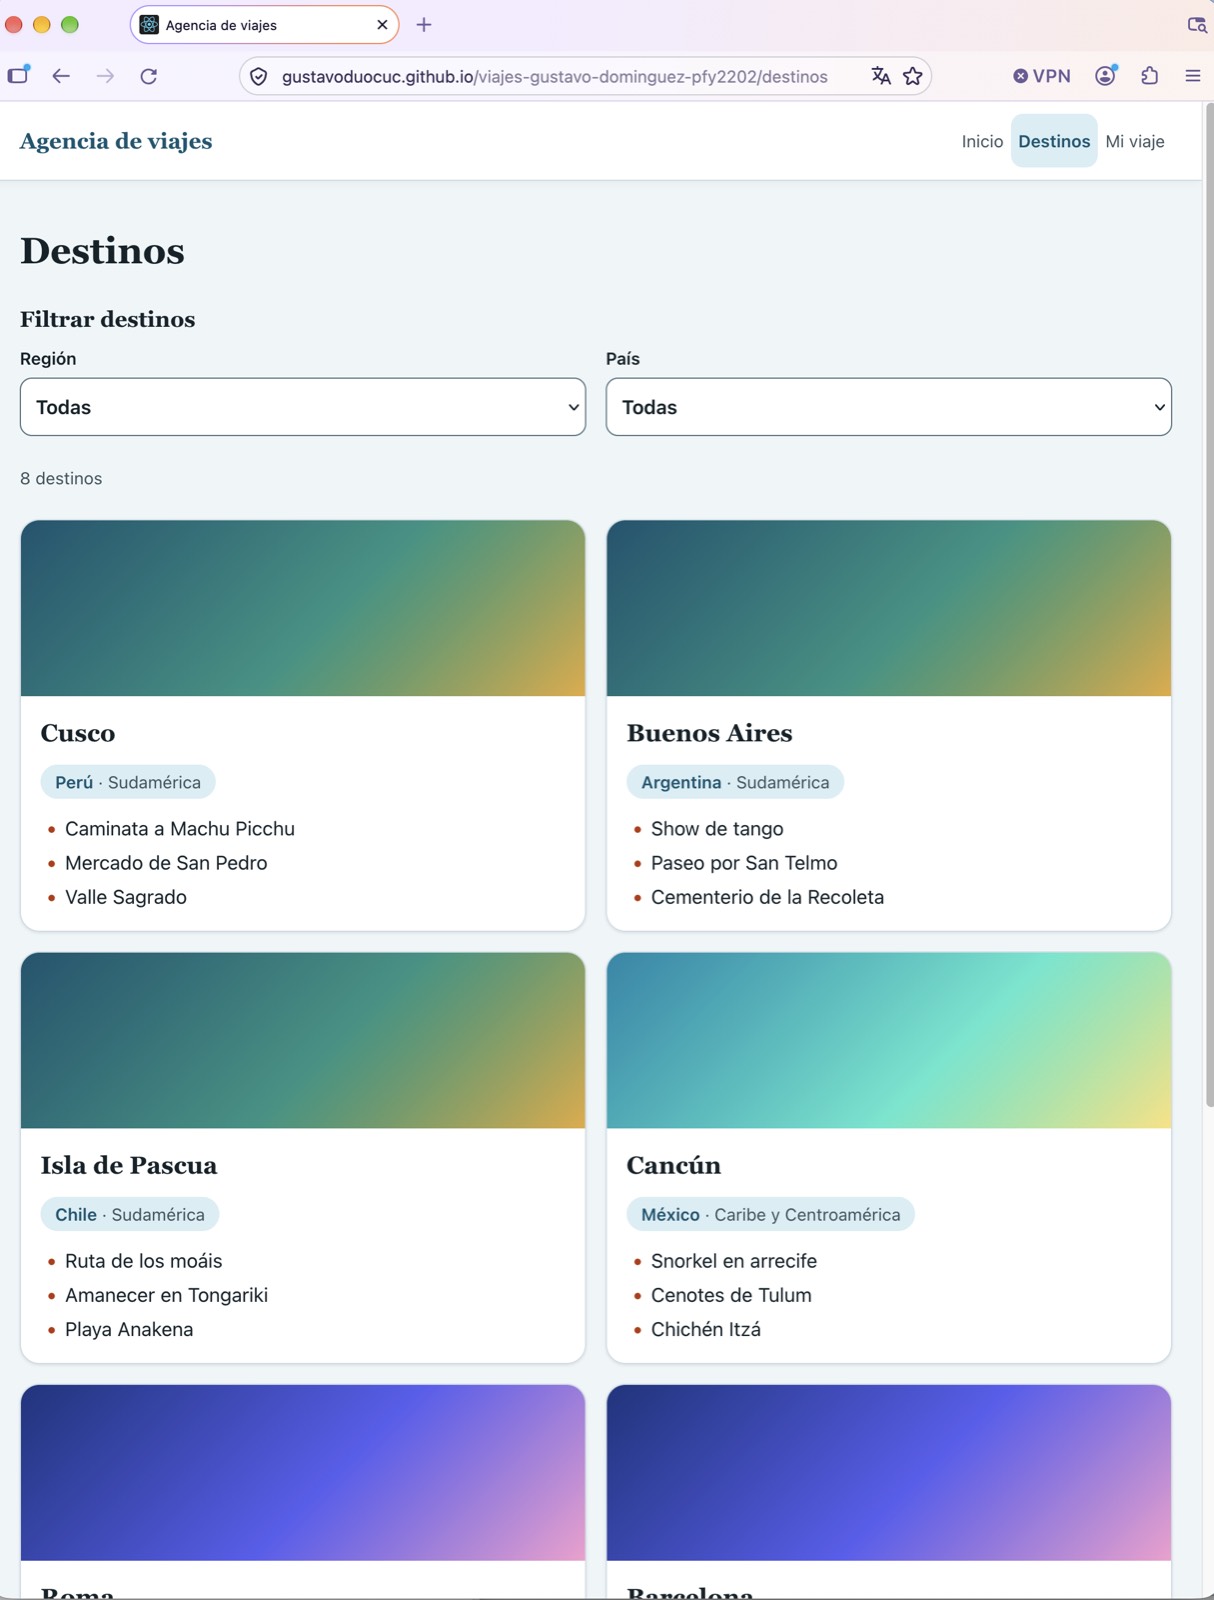 Agencia de viajes
gustavoduocuc.github.io/viajes-gustavo-dominguez-pfy2202/destinos
VPN
Agencia de viajes
Inicio
Destinos
Mi viaje
Destinos
Filtrar destinos
Región
País
Todas
Todas
8 destinos
Cusco
Perú · Sudamérica
Caminata a Machu Picchu
Mercado de San Pedro
Valle Sagrado
Buenos Aires
Argentina · Sudamérica
Show de tango
Paseo por San Telmo
Cementerio de la Recoleta
Isla de Pascua
Chile · Sudamérica
Ruta de los moáis
Amanecer en Tongariki
Playa Anakena
Cancún
México · Caribe y Centroamérica
Snorkel en arrecife
Cenotes de Tulum
Chichén Itzá
Roma
Barcelona